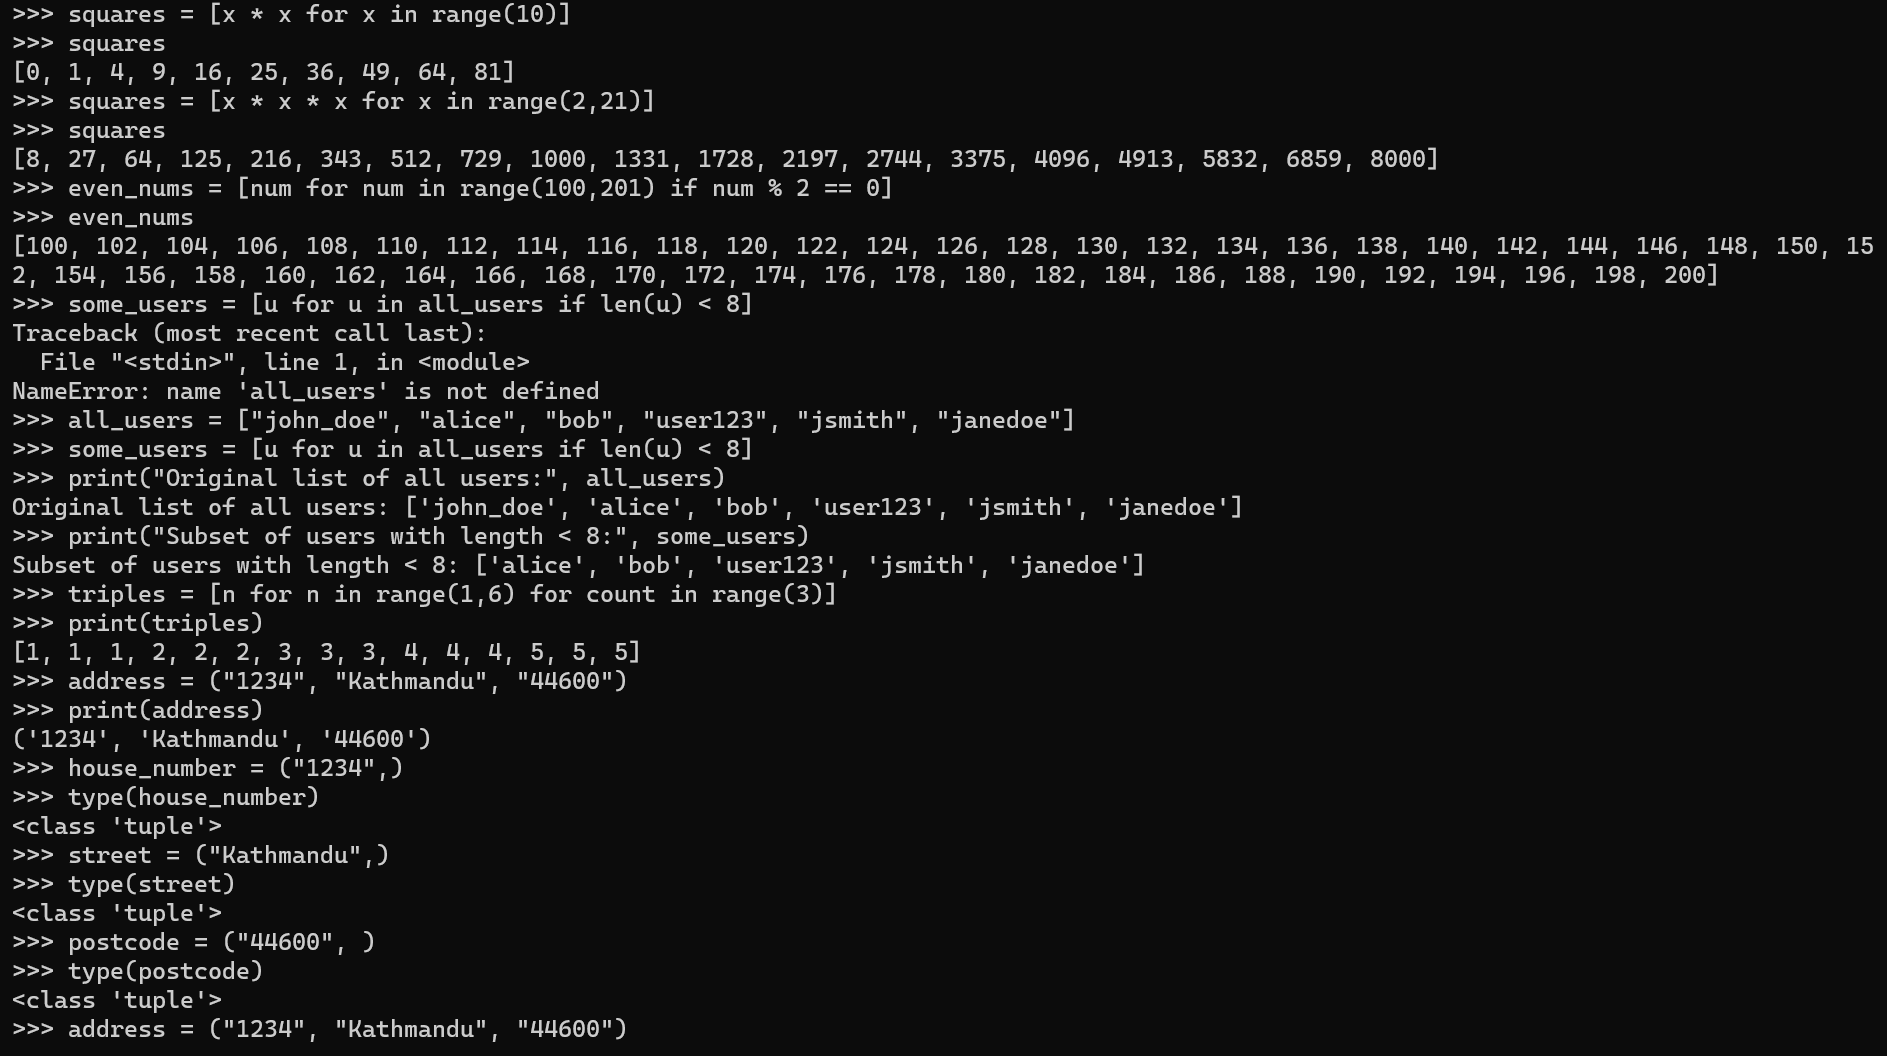 >>> squares = [x * x for x in range(10)]
>>> squares
[0, 1, 4, 9, 16, 25, 36, 49, 64, 81]
>>> squares = [x * x * x for x in range(2,21)]
>>> squares
[8, 27, 64, 125, 216, 343, 512, 729, 1000, 1331, 1728, 2197, 2744, 3375, 4096, 4913, 5832, 6859, 8000]
>>> even_nums = [num for num in range(100,201) if num % 2 == 0]
>>> even_nums
[100, 102, 104, 106, 108, 110, 112, 114, 116, 118, 120, 122, 124, 126, 128, 130, 132, 134, 136, 138, 140, 142, 144, 146, 148, 150, 15
2, 154, 156, 158, 160, 162, 164, 166, 168, 170, 172, 174, 176, 178, 180, 182, 184, 186, 188, 190, 192, 194, 196, 198, 200]
>>> some_users = [u for u in all_users if len(u) < 8]
Traceback (most recent call last):
  File "<stdin>", line 1, in <module>
NameError: name 'all_users' is not defined
>>> all_users = ["john_doe", "alice", "bob", "user123", "jsmith", "janedoe"]
>>> some_users = [u for u in all_users if len(u) < 8]
>>> print("Original list of all users:", all_users)
Original list of all users: ['john_doe', 'alice', 'bob', 'user123', 'jsmith', 'janedoe']
>>> print("Subset of users with length < 8:", some_users)
Subset of users with length < 8: ['alice', 'bob', 'user123', 'jsmith', 'janedoe']
>>> triples = [n for n in range(1,6) for count in range(3)]
>>> print(triples)
[1, 1, 1, 2, 2, 2, 3, 3, 3, 4, 4, 4, 5, 5, 5]
>>> address = ("1234", "Kathmandu", "44600")
>>> print(address)
('1234', 'Kathmandu', '44600')
>>> house_number = ("1234",)
>>> type(house_number)
<class 'tuple'>
>>> street = ("Kathmandu",)
>>> type(street)
<class 'tuple'>
>>> postcode = ("44600", )
>>> type(postcode)
<class 'tuple'>
>>> address = ("1234", "Kathmandu", "44600")